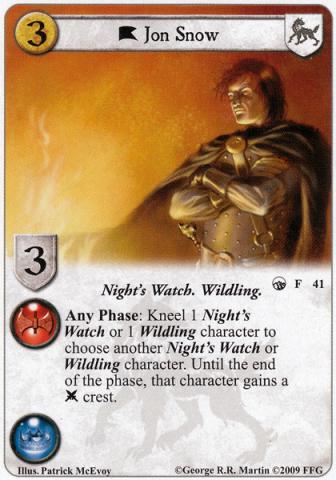 3
Jon Snow
3
Night's Watch. Wildling.
F 41
Any Phase: Kneel 1 Night's
Watch or 1 Wildling character to
choose another Night's Watch or
Wildling character. Until the end
of the phase, that character gains a
crest.
Illus. Patrick McEvoy ©George R.R. Martin ©2009 FFG